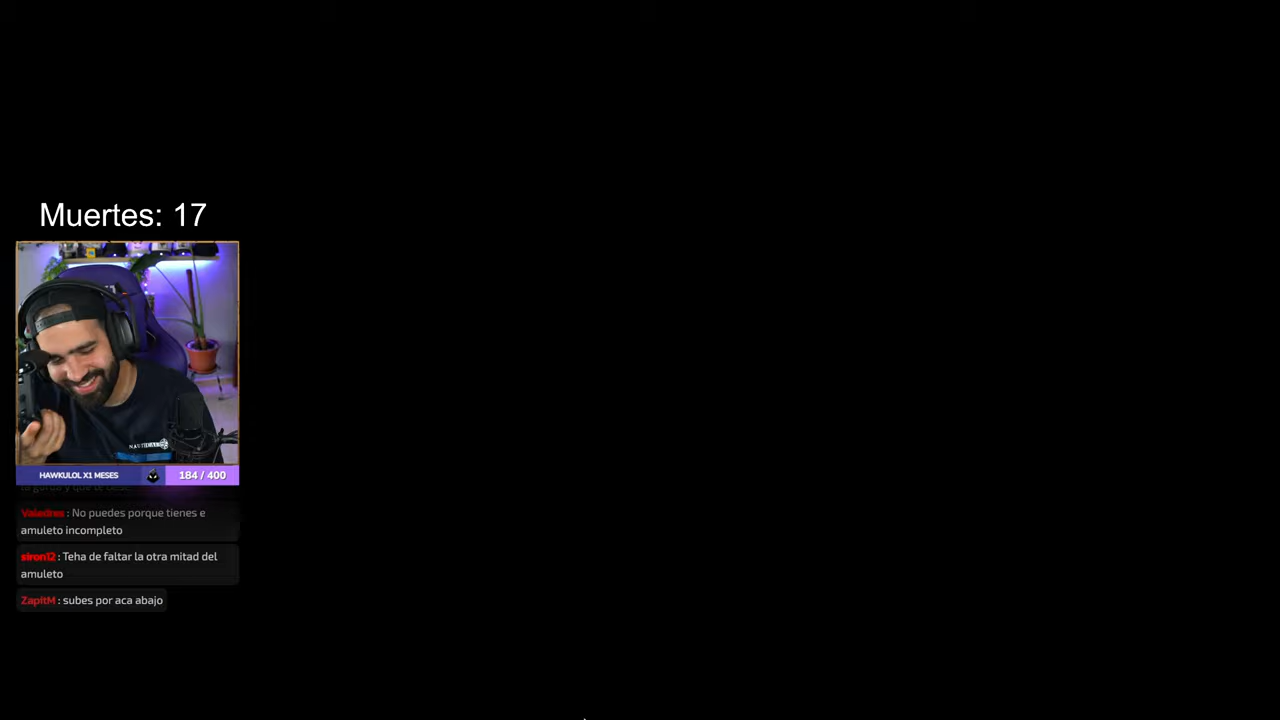 Muertes: 17
HAWKULOL X1 MESES
184 / 400
Valedres : No puedes porque tienes e
amuleto incompleto
siron12 : Teha de faltar la otra mitad del
amuleto
ZapitM : subes por aca abajo